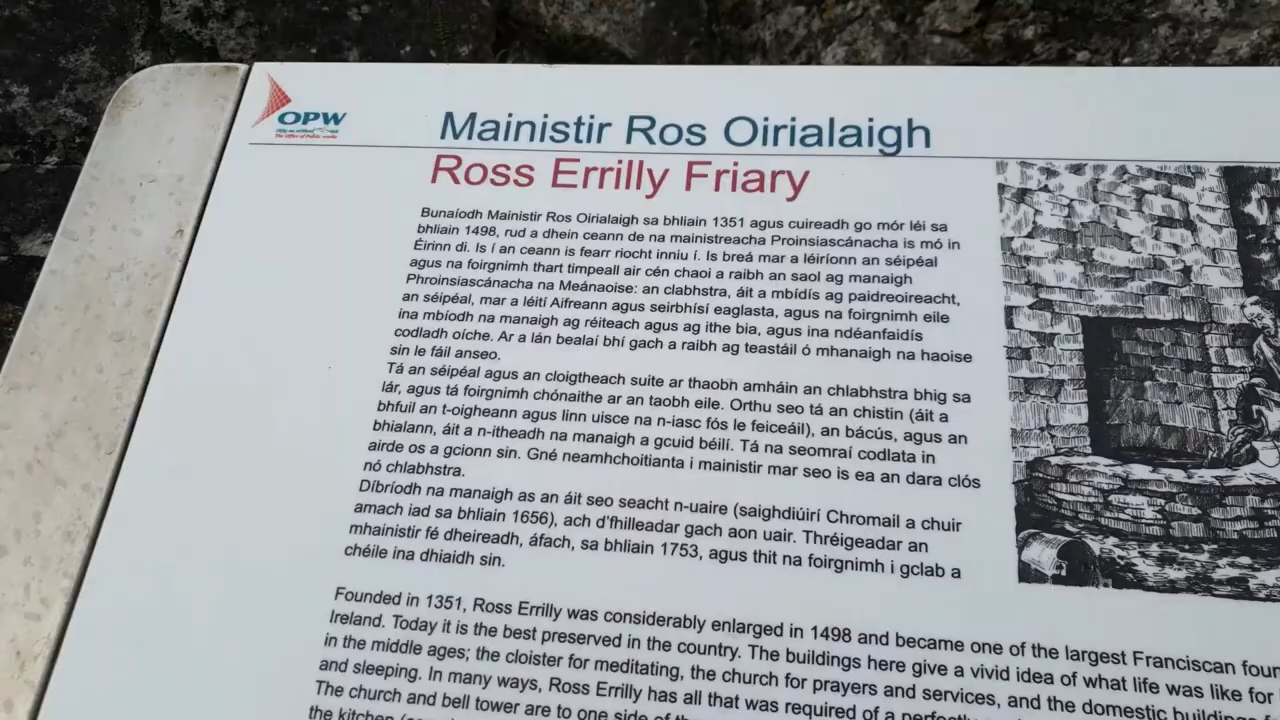 OPW
The Office of Public Works
Mainistir Ros Oirialaigh
Ross Errilly Friary
Bunaíodh Mainistir Ros Oirialaigh sa bhliain 1351 agus cuireadh go mór léi sa
bhliain 1498, rud a dhein ceann de na mainistreacha Proinsiascánacha is mó in
Éirinn di. Is í an ceann is fearr riocht inniu í. Is breá mar a léiríonn an séipéal
agus na foirgnimh thart timpeall air cén chaoi a raibh an saol ag manaigh
Phroinsiascánacha na Meánaoise: an clabhstra, áit a mbídís ag paidreoireacht,
an séipéal, mar a léití Aifreann agus seirbhísí eaglasta, agus na foirgnimh eile
ina mbíodh na manaigh ag réiteach agus ag ithe bia, agus ina ndéanfaidís
codladh oíche. Ar a lán bealaí bhí gach a raibh ag teastáil ó mhanaigh na haoise
sin le fáil anseo.
Tá an séipéal agus an cloigtheach suite ar thaobh amháin an chlabhstra bhig sa
lár, agus tá foirgnimh chónaithe ar an taobh eile. Orthu seo tá an chistin (áit a
bhfuil an t-oigheann agus linn uisce na n-iasc fós le feiceáil), an bácús, agus an
bhialann, áit a n-itheadh na manaigh a gcuid béilí. Tá na seomraí codlata in
airde os a gcionn sin. Gné neamhchoitianta i mainistir mar seo is ea an dara clós
nó chlabhstra.
Díbríodh na manaigh as an áit seo seacht n-uaire (saighdiúirí Chromail a chuir
amach iad sa bhliain 1656), ach d'fhilleadar gach aon uair. Thréigeadar an
mhainistir fé dheireadh, áfach, sa bhliain 1753, agus thit na foirgnimh i gclab a
chéile ina dhiaidh sin.
Founded in 1351, Ross Errilly was considerably enlarged in 1498 and became one of the largest Franciscan
Ireland. Today it is the best preserved in the country. The buildings here give a vivid idea of what life was like for
in the middle ages; the cloister for meditating, the church for prayers and services, and the domestic buildings
and sleeping. In many ways, Ross Errilly has all that was required of a
The church and bell tower are to one side of
the kitchen